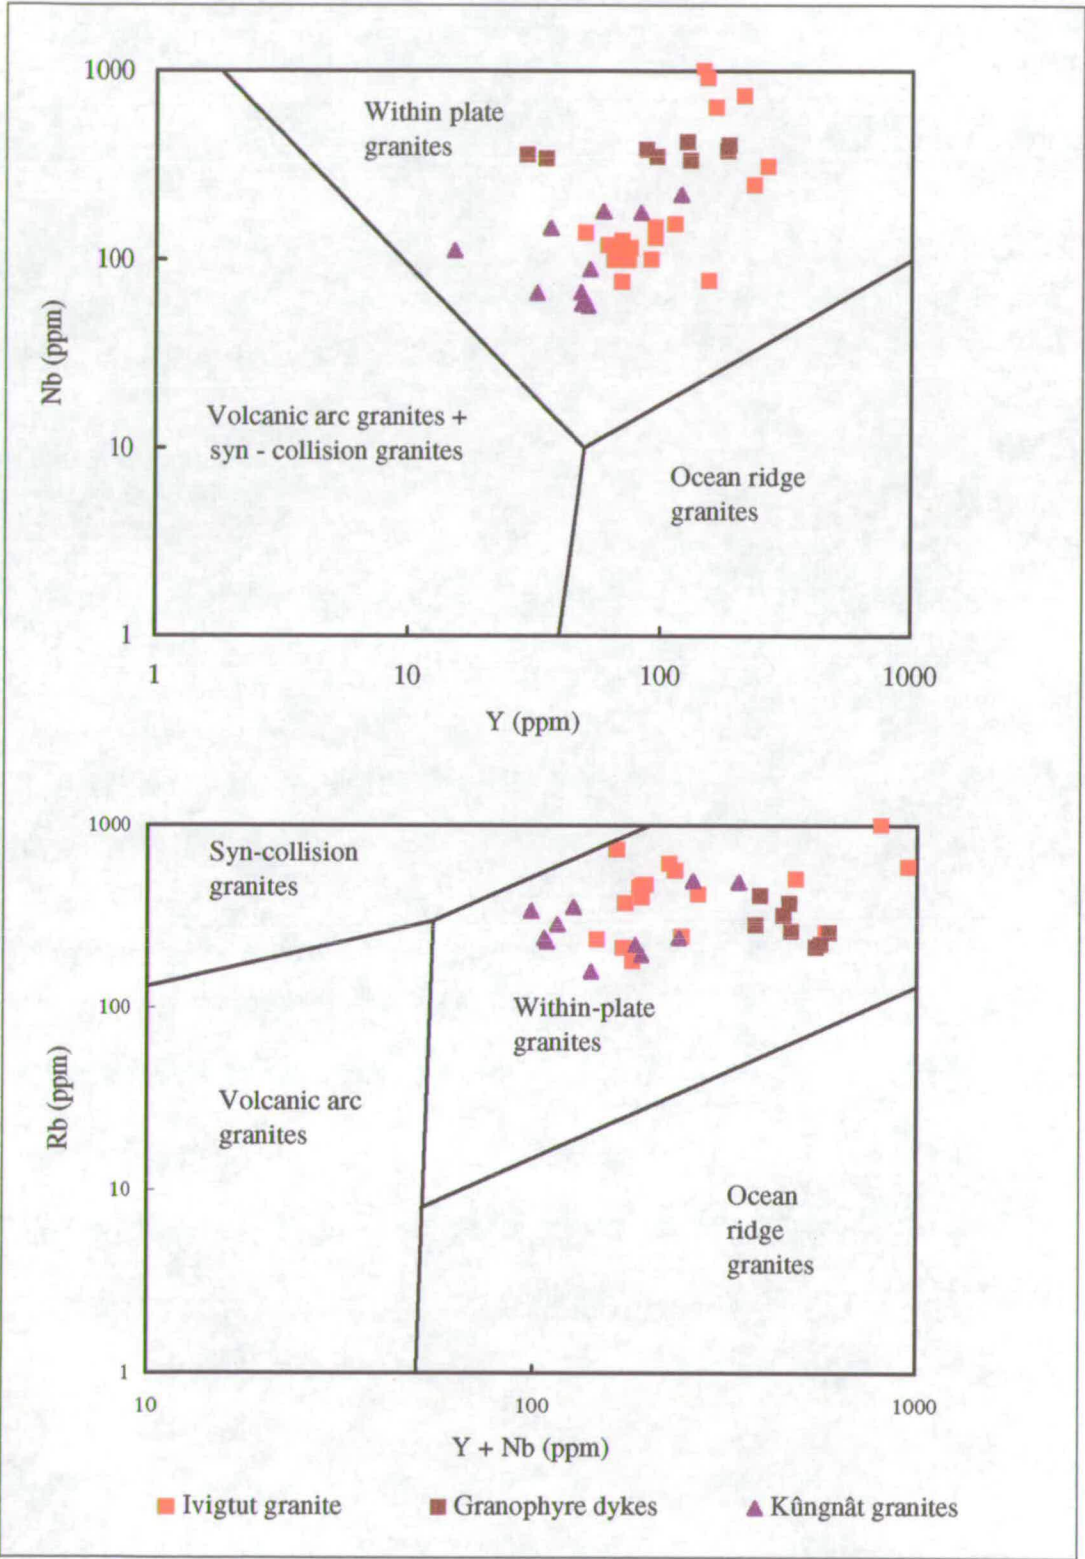 1000
Within plate
granites
100
Nb (ppm)
Volcanic arc granites +
syn - collision granites
10
Ocean ridge
granites
1
1
10
100
1000
Y (ppm)
1000
Syn-collision
granites
100
Within-plate
granites
Rb (ppm)
Volcanic arc
granites
10
Ocean
ridge
granites
1
10
100
1000
Y + Nb (ppm)
Ivigtut granite
Granophyre dykes
Kûngnât granites